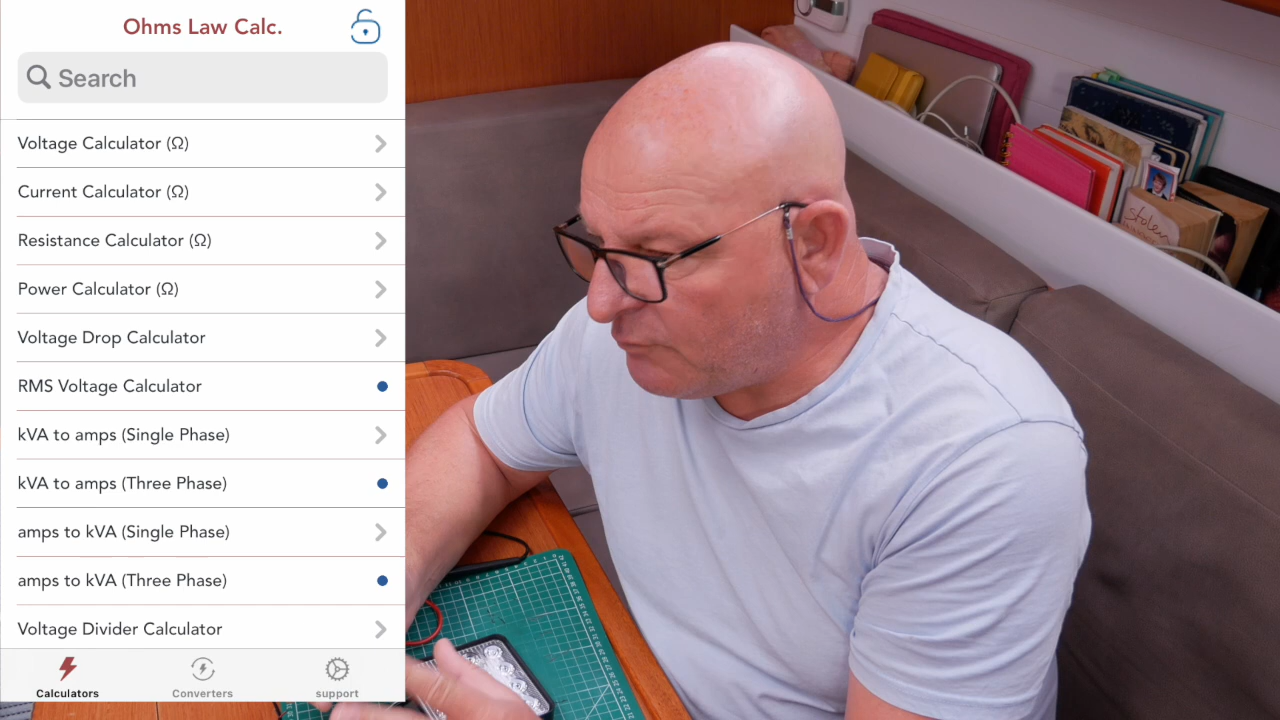 Ohms Law Calc.
Search
Voltage Calculator (Ω)
Current Calculator (Ω)
Resistance Calculator (Ω)
Power Calculator (Ω)
Voltage Drop Calculator
RMS Voltage Calculator
kVA to amps (Single Phase)
kVA to amps (Three Phase)
amps to kVA (Single Phase)
amps to kVA (Three Phase)
Voltage Divider Calculator
Calculators
Converters
support
stolen